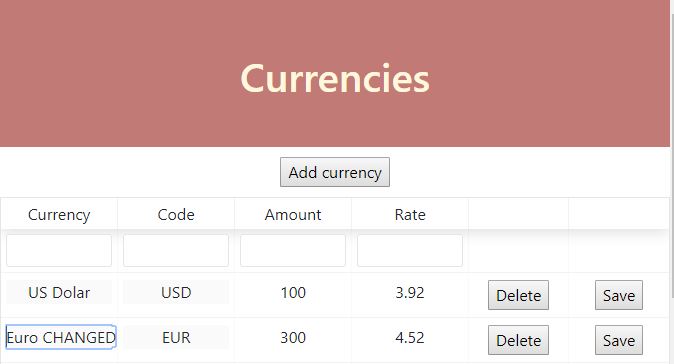 Currencies
Add currency
Currency Code Amount Rate
US Dolar USD 100 3.92 Delete Save
Euro CHANGED EUR 300 4.52 Delete Save